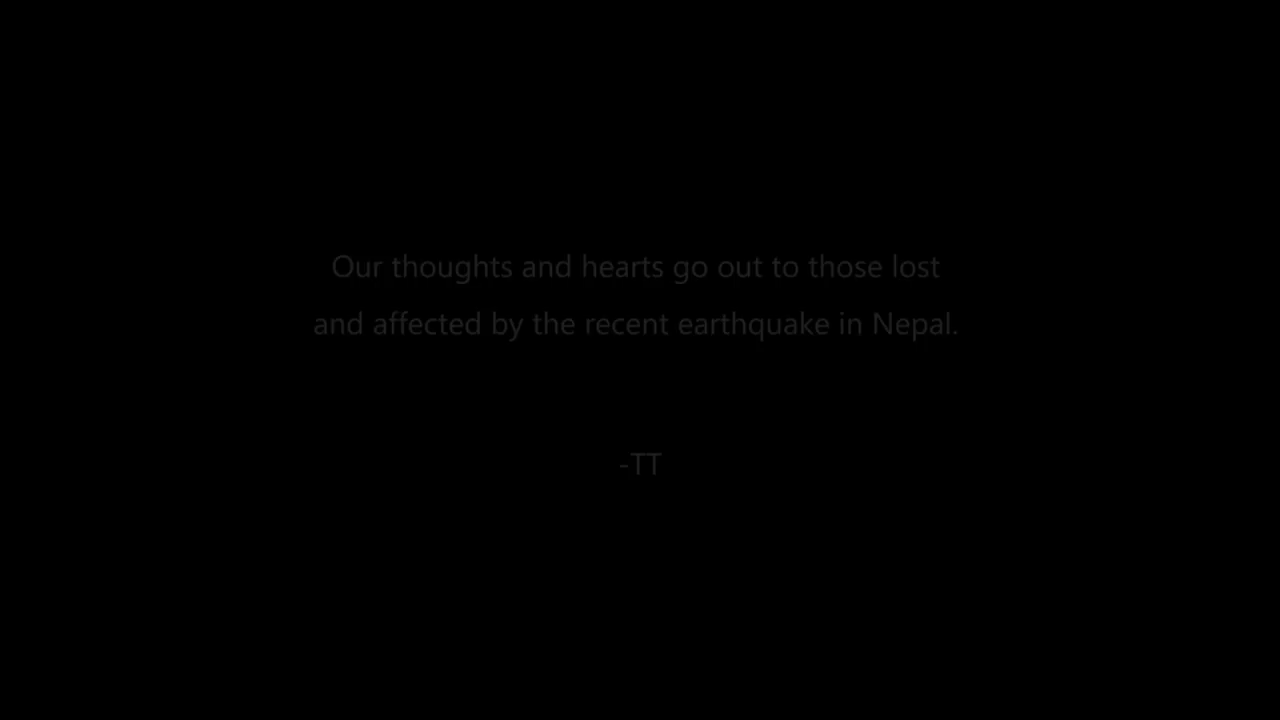 Our thoughts and hearts go out to those lost
and affected by the recent earthquake in Nepal.
-TT